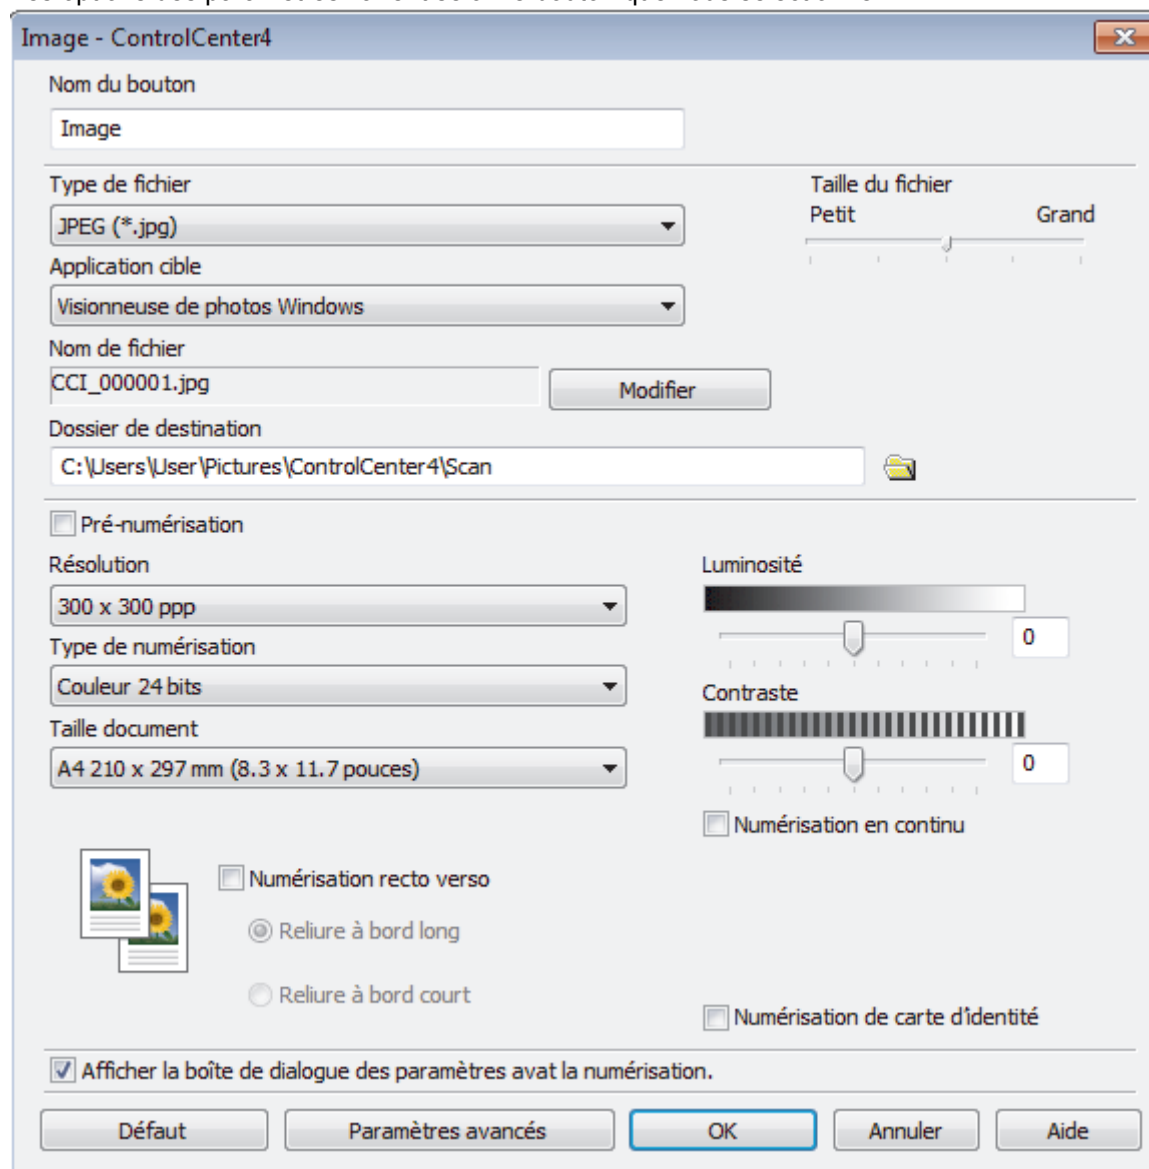 Image - ControlCenter4
Nom du bouton
Image
Type de fichier
Taille du fichier
JPEG (*.jpg)
Petit Grand
Application cible
Visionneuse de photos Windows
Nom de fichier
CCI_000001.jpg
Modifier
Dossier de destination
C:\Users\User\Pictures\ControlCenter4\Scan
Pré-numérisation
Résolution
Luminosité
300 x 300 ppp
0
Type de numérisation
Couleur 24 bits
Contraste
Taille document
A4 210 x 297 mm (8.3 x 11.7 pouces)
0
Numérisation en continu
Numérisation recto verso
Reliure à bord long
Reliure à bord court
Numérisation de carte d'identité
Afficher la boîte de dialogue des paramètres avat la numérisation.
Défaut Paramètres avancés OK Annuler Aide